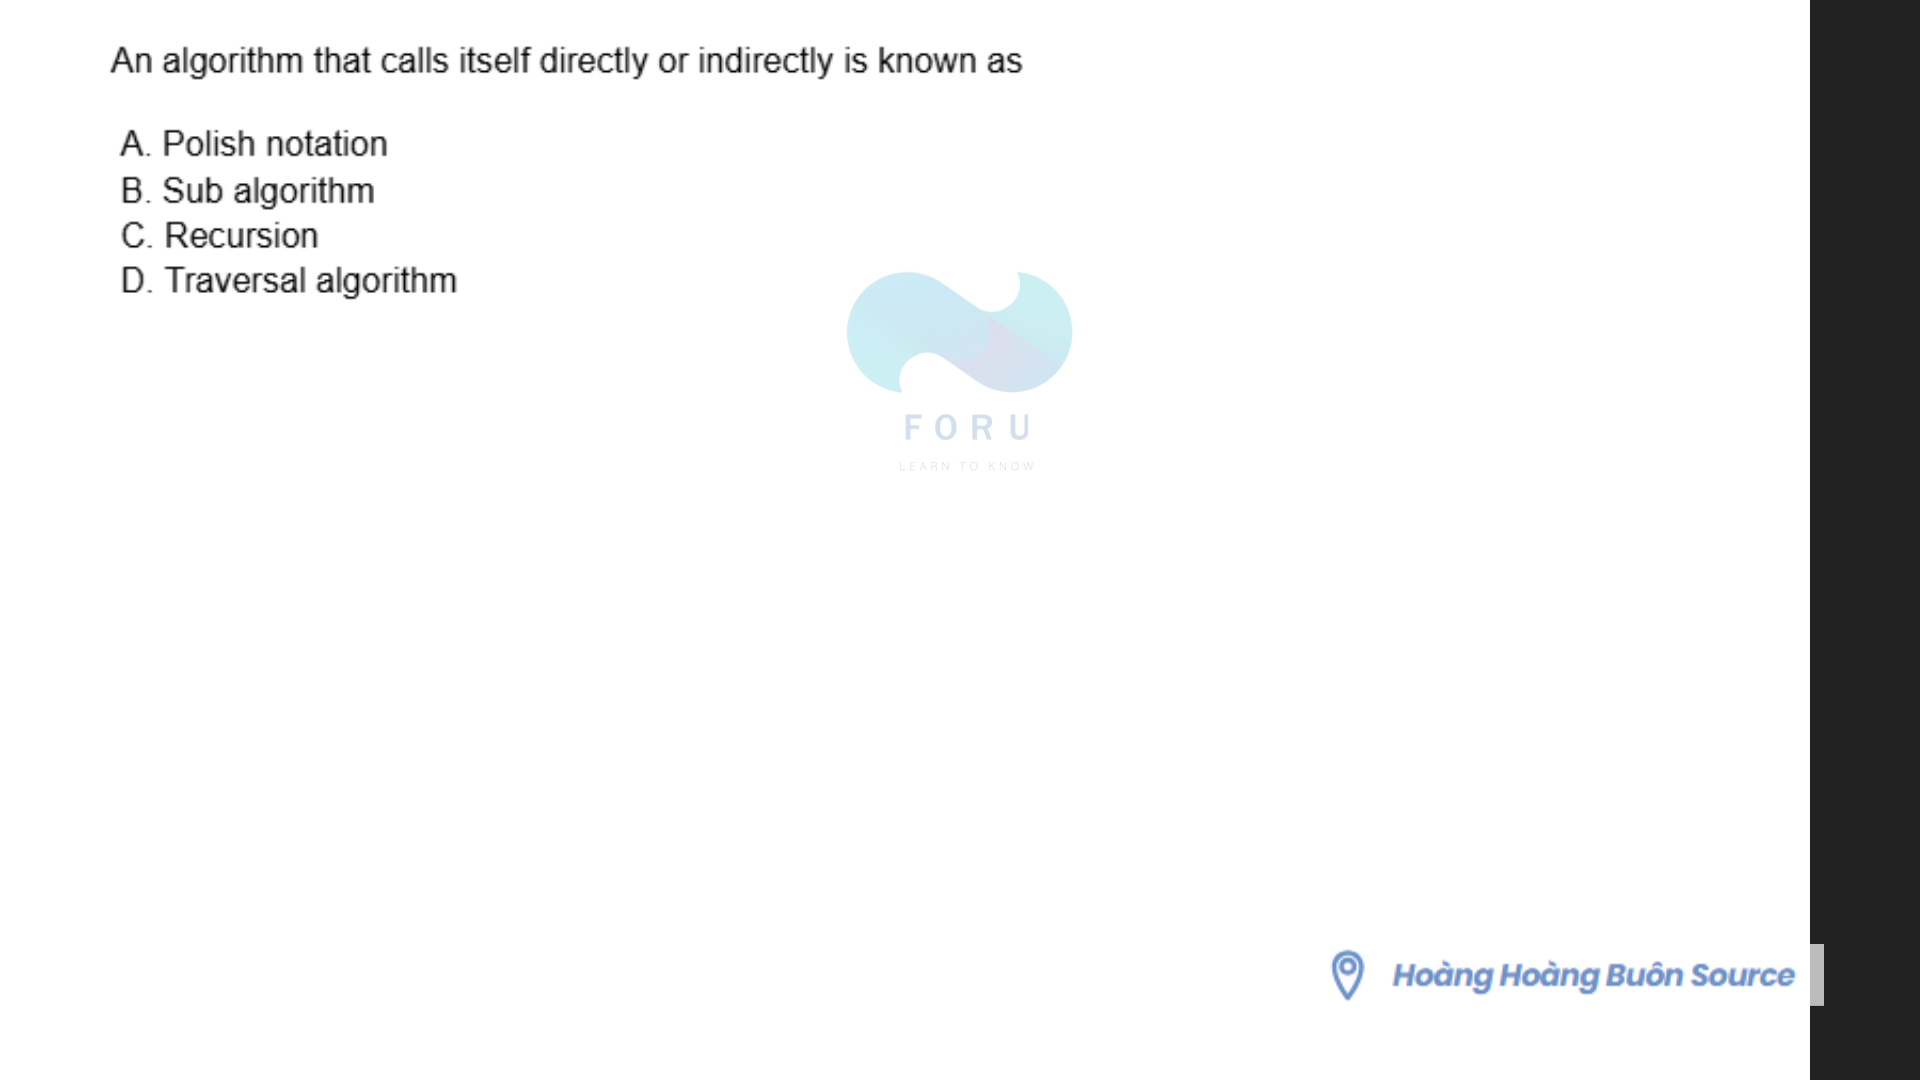 An algorithm that calls itself directly or indirectly is known as
A. Polish notation
B. Sub algorithm
C. Recursion
D. Traversal algorithm
FORU
LEARN TO KNOW
Hoàng Hoàng Buôn Source